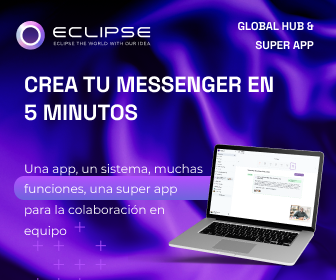 ECLIPSE
ECLIPSE THE WORLD WITH OUR IDEA
GLOBAL HUB &
SUPER APP
CREA TU MESSENGER EN
5 MINUTOS
Una app, un sistema, muchas
funciones, una super app
para la colaboración en
equipo